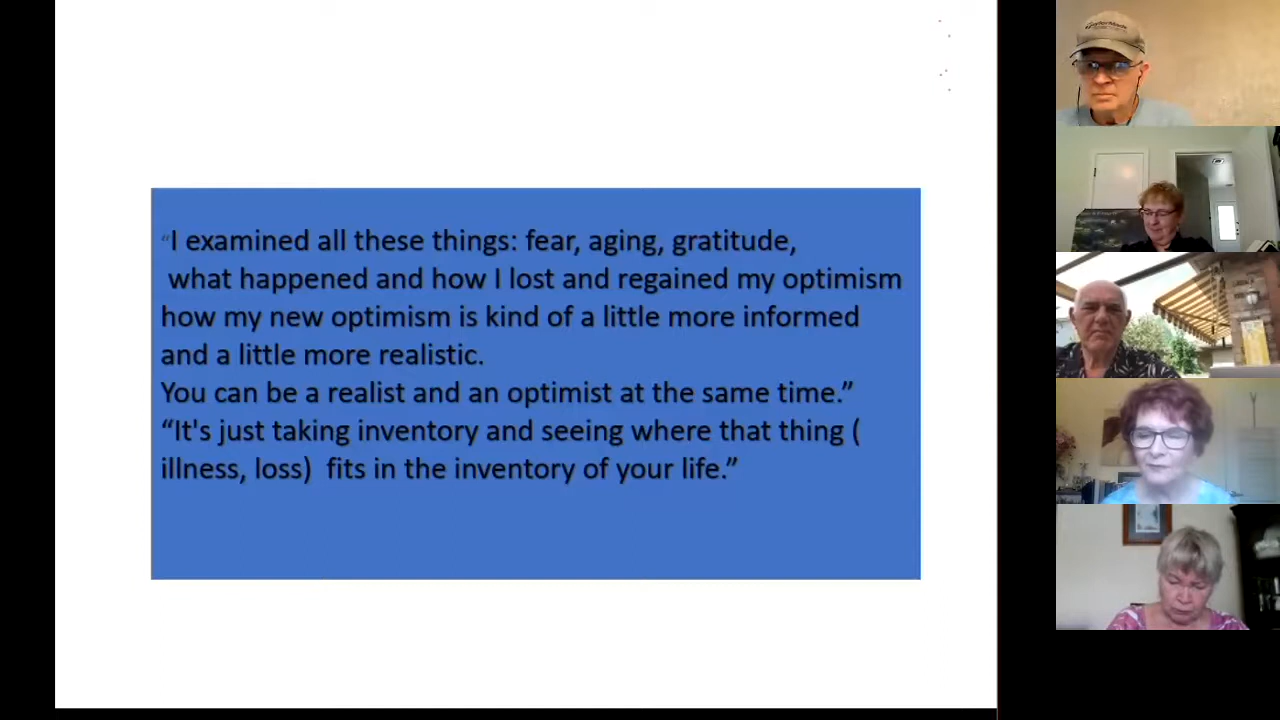 “I examined all these things: fear, aging, gratitude,
what happened and how I lost and regained my optimism
how my new optimism is kind of a little more informed
and a little more realistic.
You can be a realist and an optimist at the same time.”
“It's just taking inventory and seeing where that thing (
illness, loss) fits in the inventory of your life.”